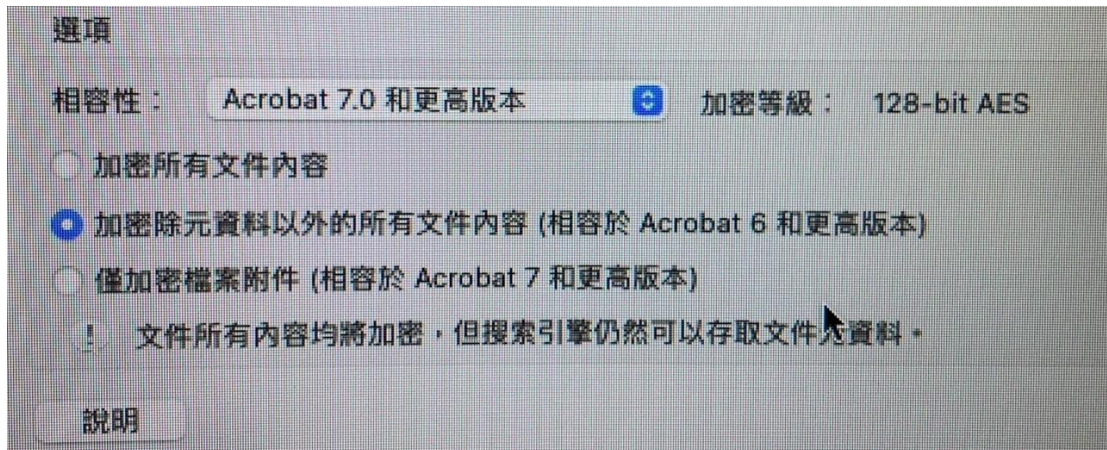 選項
相容性： Acrobat 7.0 和更高版本 加密等級： 128-bit AES
加密所有文件內容
加密除元資料以外的所有文件內容 (相容於 Acrobat 6 和更高版本)
僅加密檔案附件 (相容於 Acrobat 7 和更高版本)
! 文件所有內容均將加密，但搜索引擎仍然可以存取文件元資料。
說明